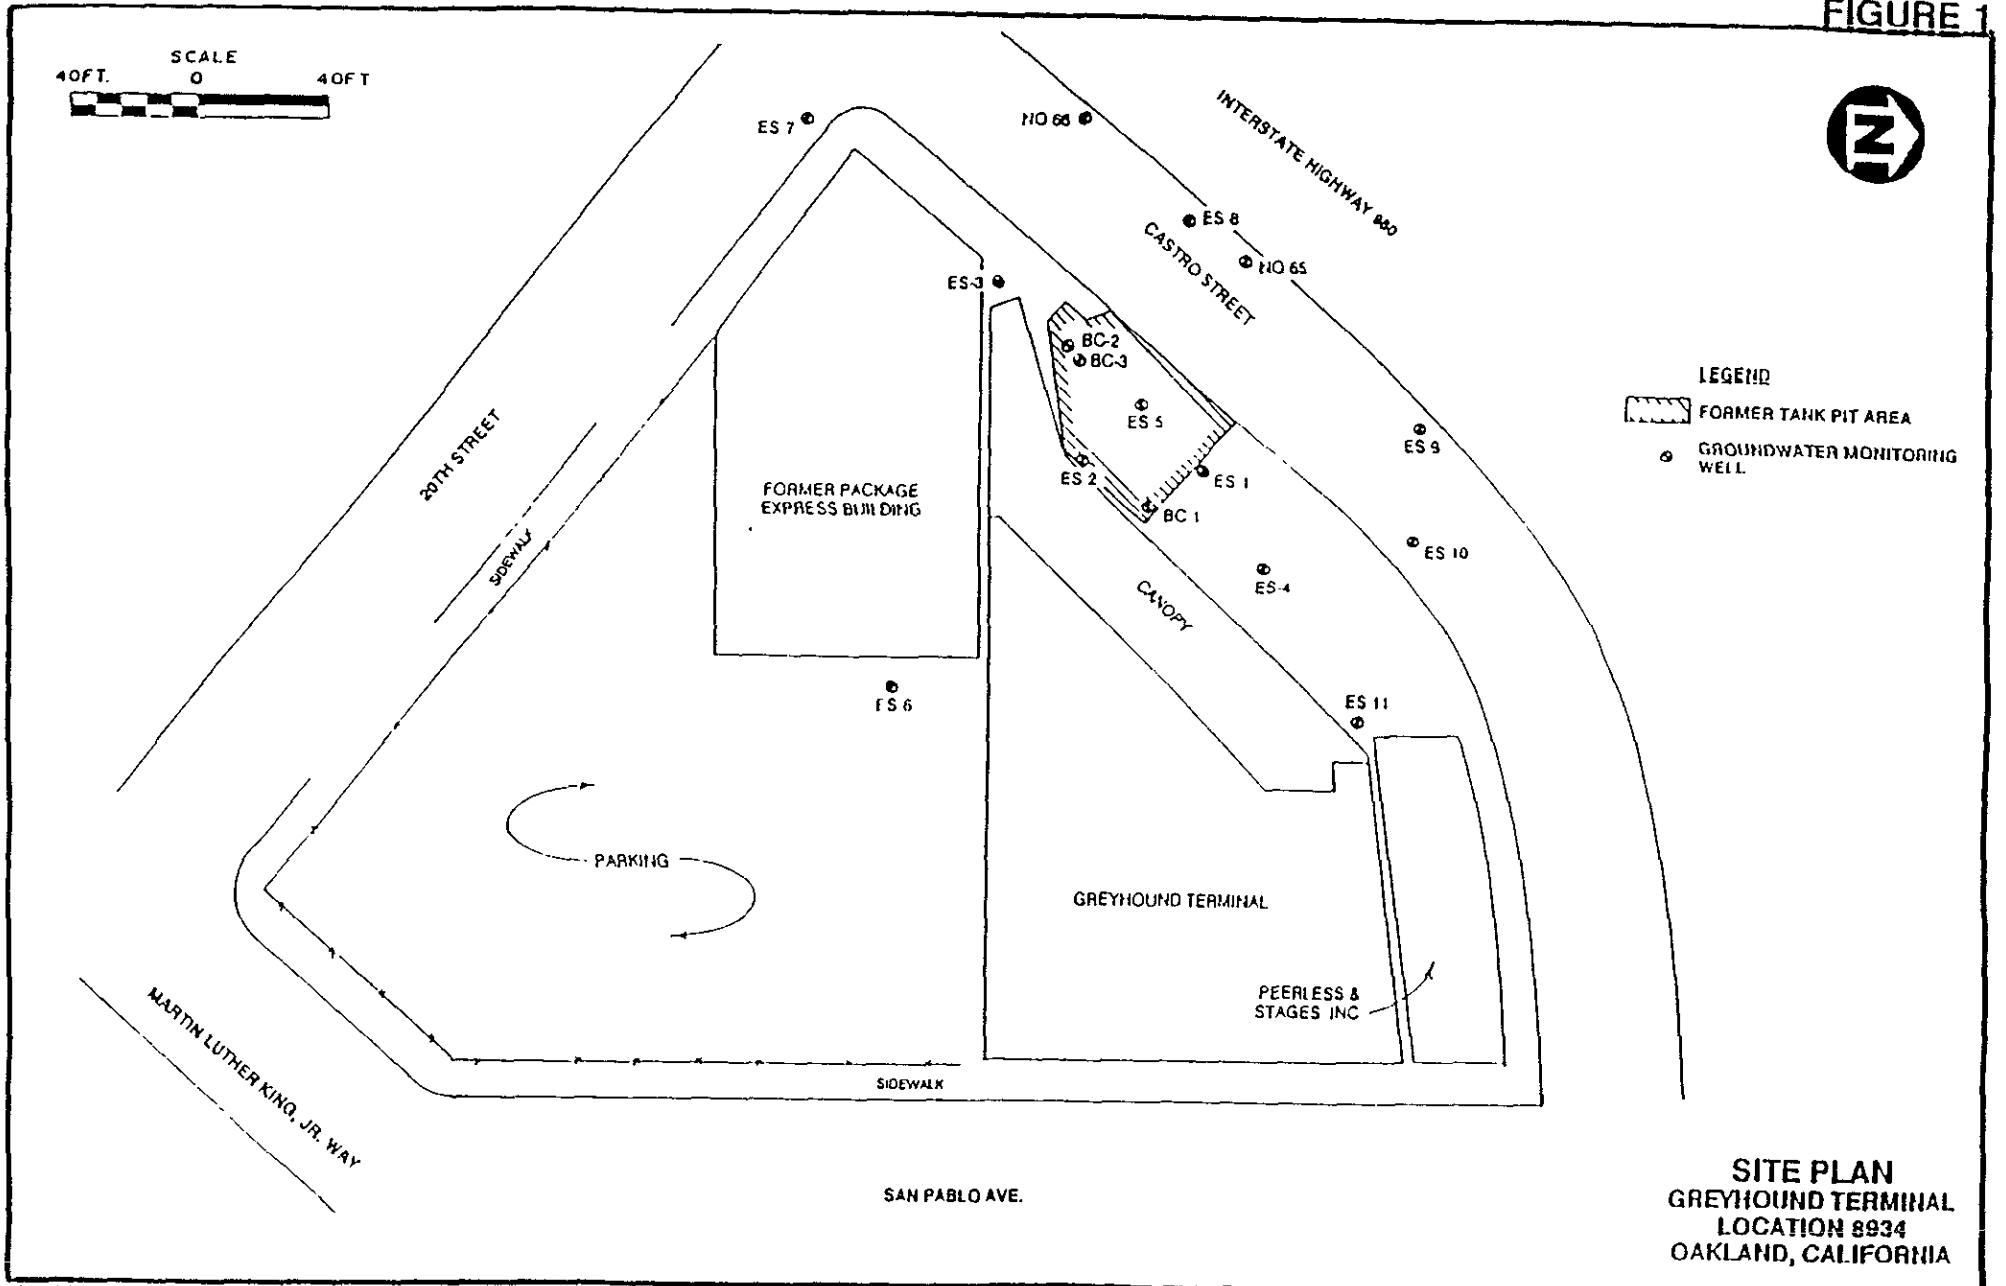 FIGURE 1
SCALE
40FT. 0 40FT
N
ES 7
NO 66
INTERSTATE HIGHWAY 880
ES 8
CASTRO STREET
NO 65
ES-3
BC-2
BC-3
ES 5
LEGEND
FORMER TANK PIT AREA
GROUNDWATER MONITORING
WELL
ES 9
20TH STREET
ES 2
ES 1
FORMER PACKAGE
EXPRESS BUILDING
BC 1
SIDEWALK
ES 10
ES-4
CANOPY
ES 6
ES 11
PARKING
GREYHOUND TERMINAL
PEERLESS &
STAGES INC
MARTIN LUTHER KING, JR. WAY
SIDEWALK
SAN PABLO AVE.
SITE PLAN
GREYHOUND TERMINAL
LOCATION 8934
OAKLAND, CALIFORNIA